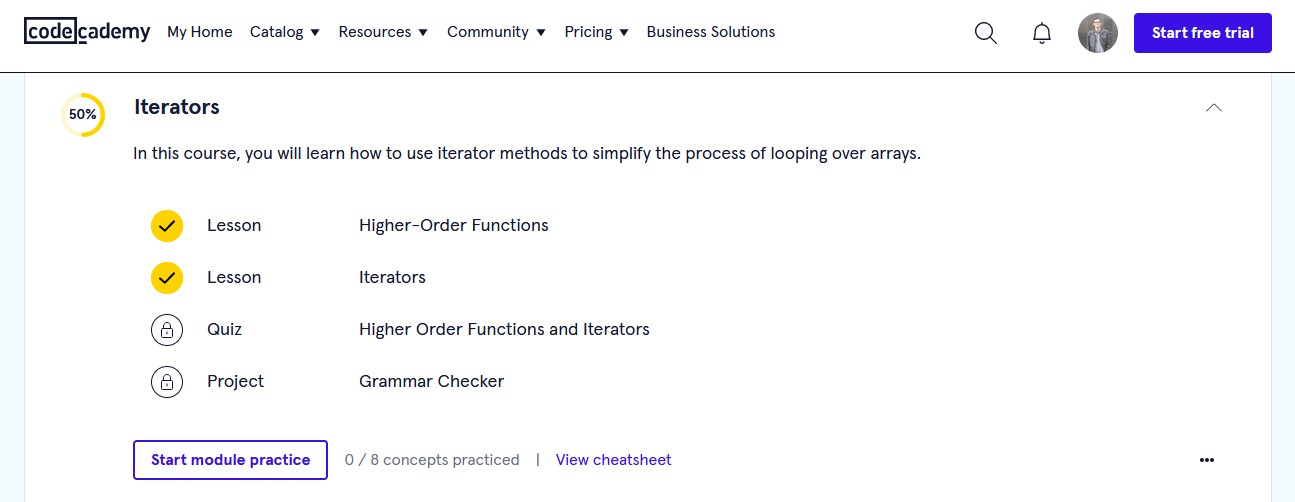 codecademy My Home Catalog Resources Community Pricing Business Solutions Start free trial
50% Iterators
In this course, you will learn how to use iterator methods to simplify the process of looping over arrays.
Lesson Higher-Order Functions
Lesson Iterators
Quiz Higher Order Functions and Iterators
Project Grammar Checker
Start module practice 0 / 8 concepts practiced | View cheatsheet